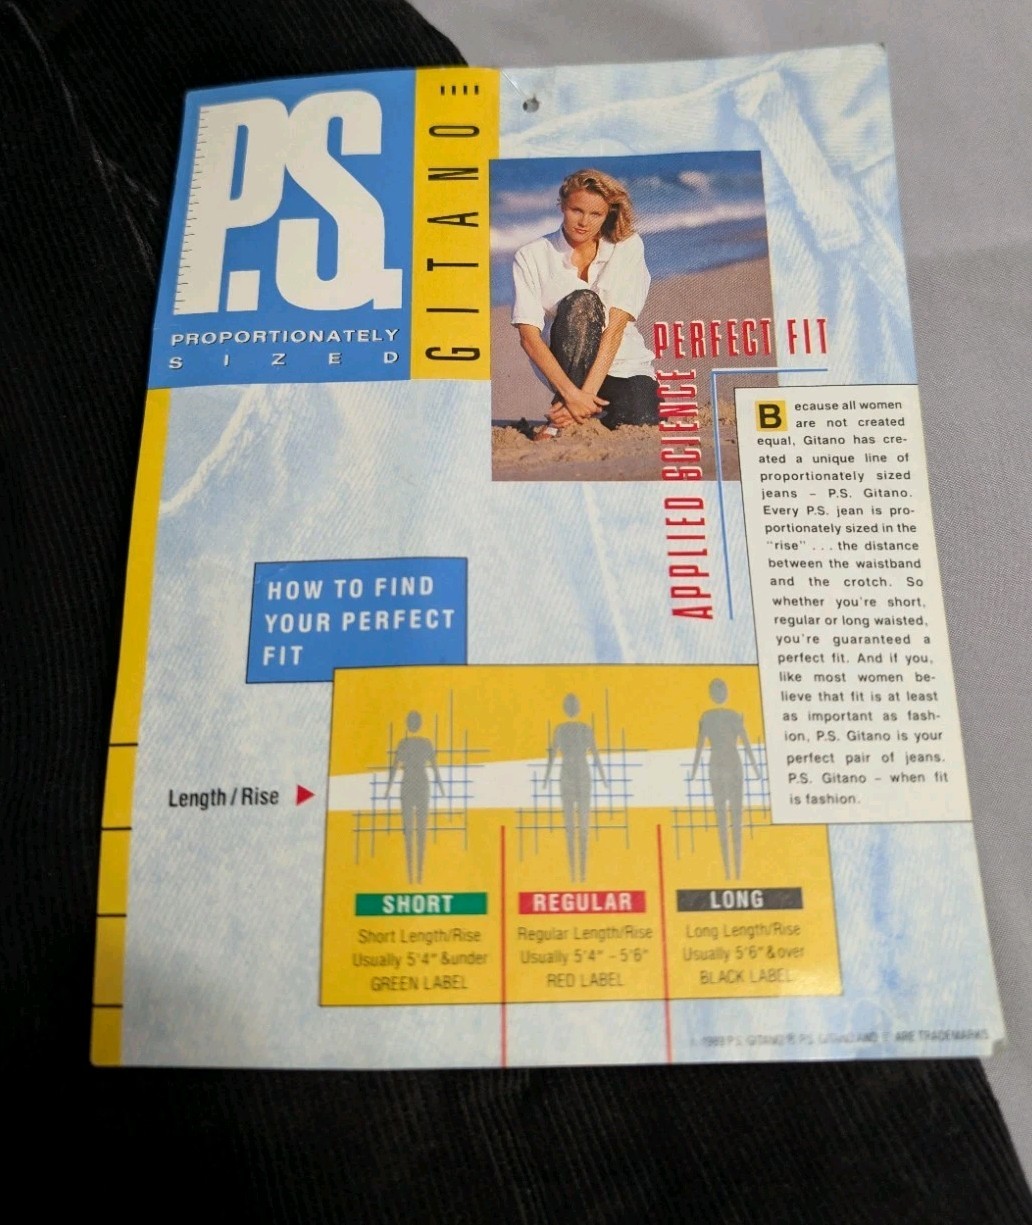 P.S.
PROPORTIONATELY
SIZED
GITANO
PERFECT FIT
APPLIED SCIENCE
Because all women
are not created
equal, Gitano has cre-
ated a unique line of
proportionately sized
jeans – P.S. Gitano.
Every P.S. jean is pro-
portionately sized in the
"rise" . . . the distance
between the waistband
and the crotch. So
whether you're short,
regular or long waisted,
you're guaranteed a
perfect fit. And if you,
like most women be-
lieve that fit is at least
as important as fash-
ion, P.S. Gitano is your
perfect pair of jeans.
P.S. Gitano – when fit
is fashion.
HOW TO FIND
YOUR PERFECT
FIT
Length/Rise
SHORT
Short Length/Rise
Usually 5'4" & under
GREEN LABEL
REGULAR
Regular Length/Rise
Usually 5'4" – 5'6"
RED LABEL
LONG
Long Length/Rise
Usually 5'6" & over
BLACK LABEL
P.S. GITANO® P.S. GITANO AND ARE TRADEMARKS